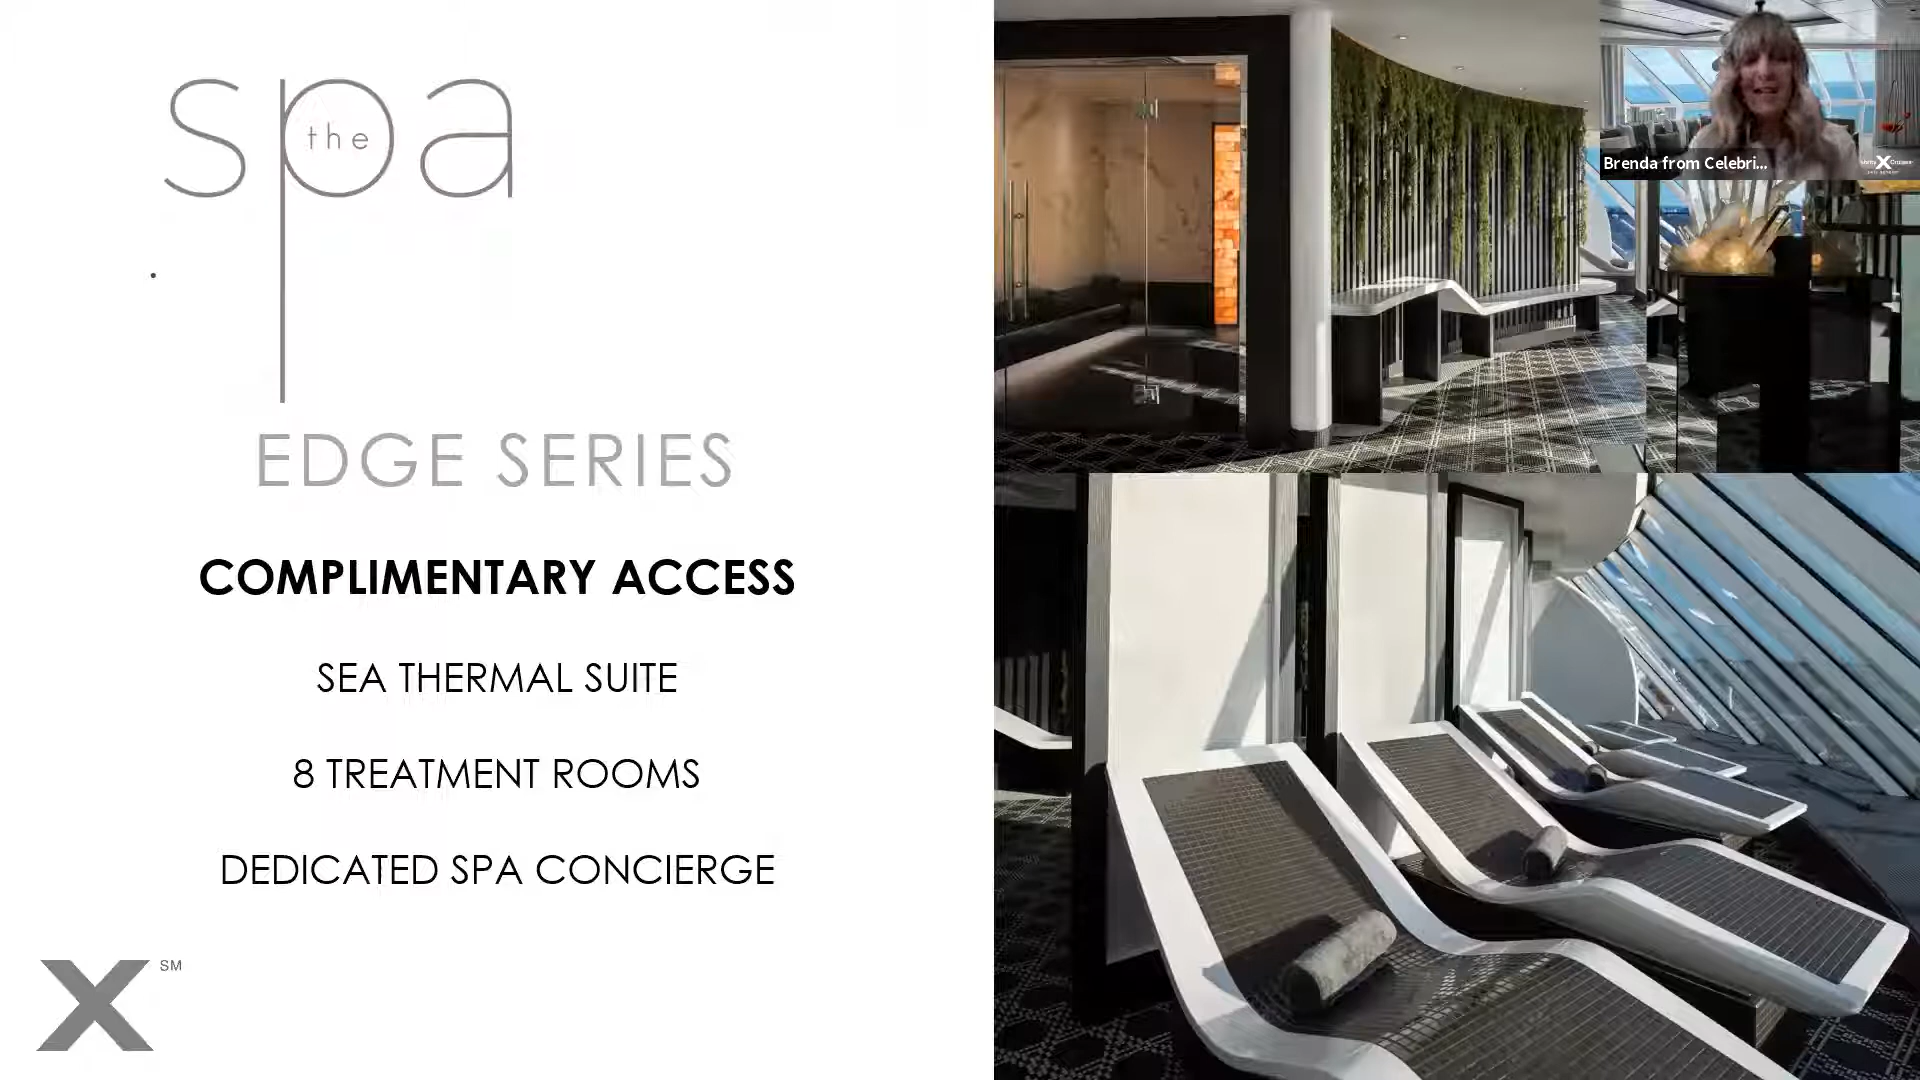 the
spa
EDGE SERIES
COMPLIMENTARY ACCESS
SEA THERMAL SUITE
8 TREATMENT ROOMS
DEDICATED SPA CONCIERGE
X SM
Brenda from Celebri...